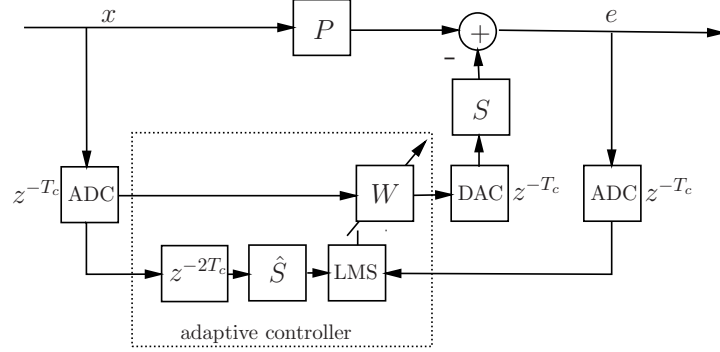 x
e
P
+
-
S
z^{-T_c} ADC
W
DAC z^{-T_c}
ADC z^{-T_c}
z^{-2T_c}
Ŝ
LMS
adaptive controller